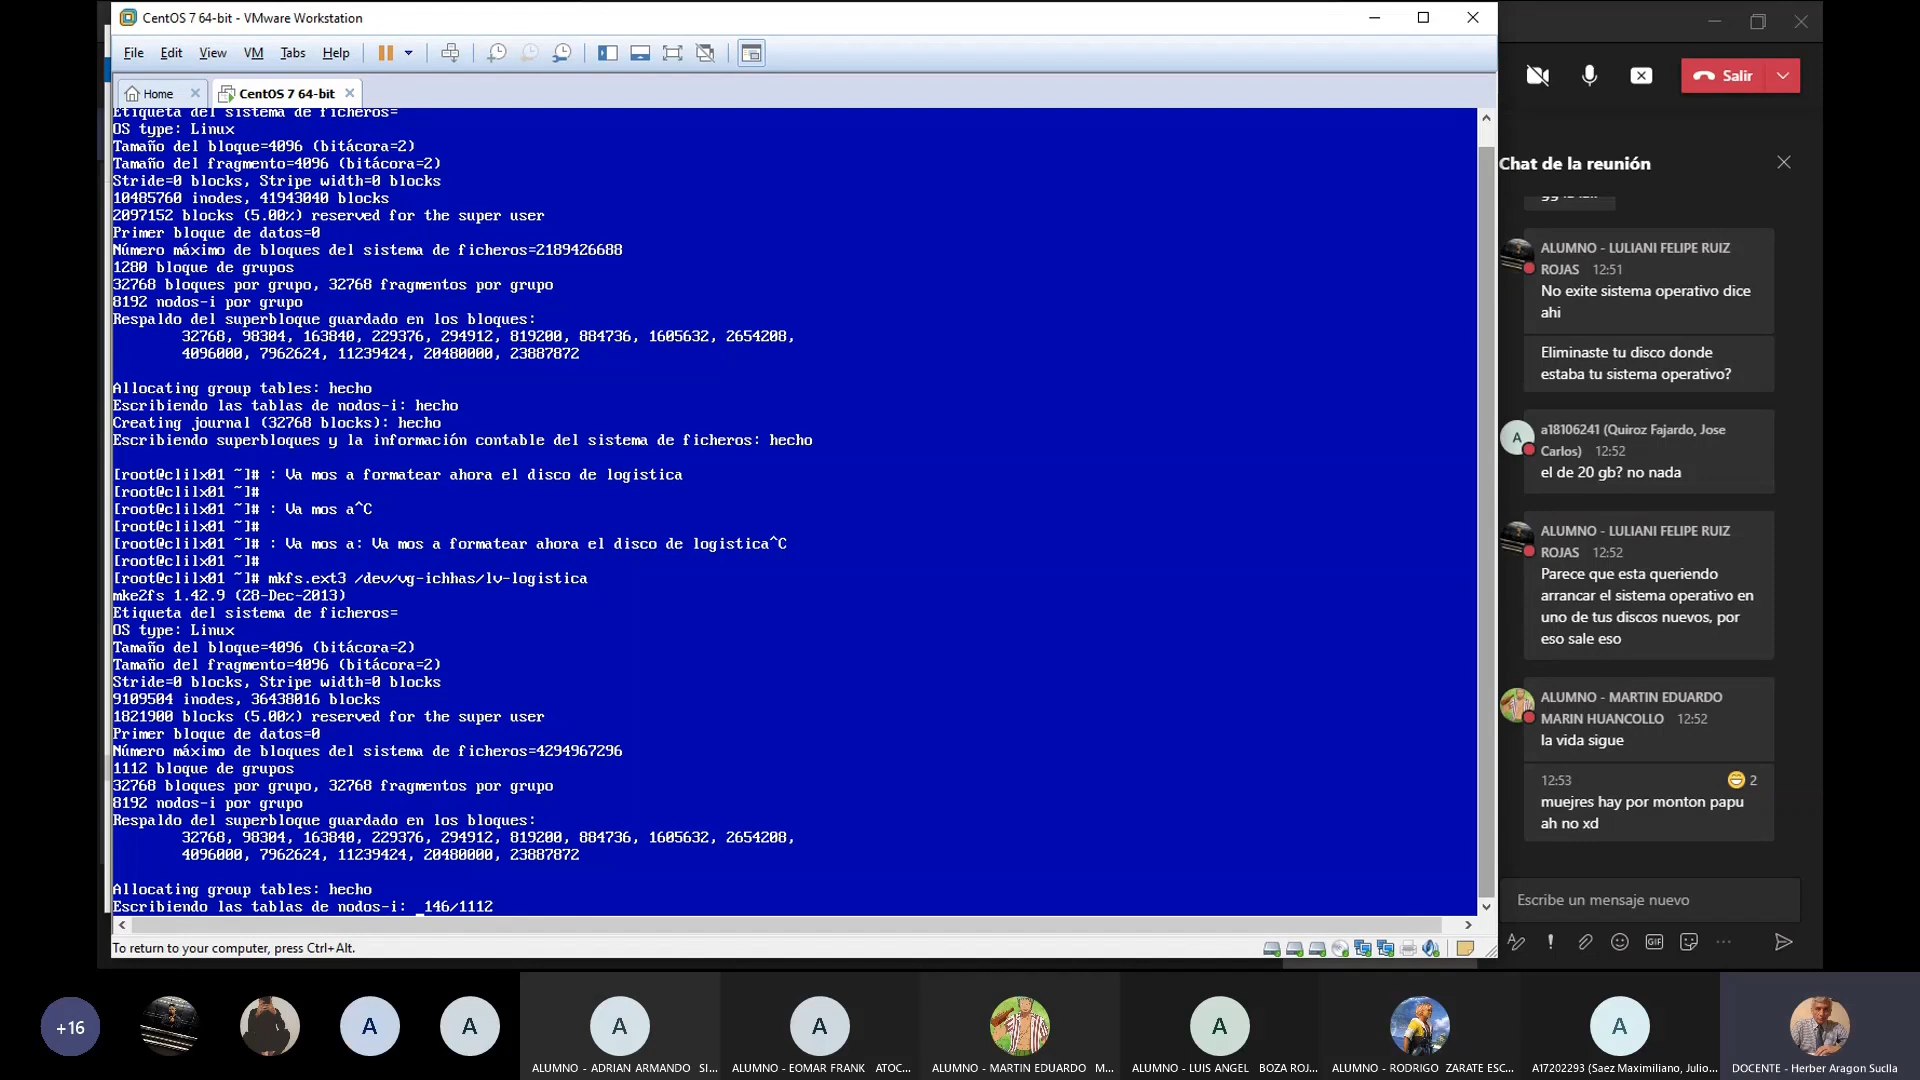 CentOS 7 64-bit - VMware Workstation
File Edit View VM Tabs Help
Home
CentOS 7 64-bit
Etiqueta del sistema de ficheros=
OS type: Linux
Tamaño del bloque=4096 (bitácora=2)
Tamaño del fragmento=4096 (bitácora=2)
Stride=0 blocks, Stripe width=0 blocks
10485760 inodes, 41943040 blocks
2097152 blocks (5.00%) reserved for the super user
Primer bloque de datos=0
Número máximo de bloques del sistema de ficheros=2189426688
1280 bloque de grupos
32768 bloques por grupo, 32768 fragmentos por grupo
8192 nodos-i por grupo
Respaldo del superbloque guardado en los bloques:
32768, 98304, 163840, 229376, 294912, 819200, 884736, 1605632, 2654208,
4096000, 7962624, 11239424, 20480000, 23887872
Allocating group tables: hecho
Escribiendo las tablas de nodos-i: hecho
Creating journal (32768 blocks): hecho
Escribiendo superbloques y la información contable del sistema de ficheros: hecho
[root@clilx01 ~]# : Va mos a formatear ahora el disco de logistica
[root@clilx01 ~]#
[root@clilx01 ~]# : Va mos a^C
[root@clilx01 ~]#
[root@clilx01 ~]# : Va mos a: Va mos a formatear ahora el disco de logistica^C
[root@clilx01 ~]#
[root@clilx01 ~]# mkfs.ext3 /dev/vg-ichhas/lv-logistica
mke2fs 1.42.9 (28-Dec-2013)
Etiqueta del sistema de ficheros=
OS type: Linux
Tamaño del bloque=4096 (bitácora=2)
Tamaño del fragmento=4096 (bitácora=2)
Stride=0 blocks, Stripe width=0 blocks
9109504 inodes, 36438016 blocks
1821900 blocks (5.00%) reserved for the super user
Primer bloque de datos=0
Número máximo de bloques del sistema de ficheros=4294967296
1112 bloque de grupos
32768 bloques por grupo, 32768 fragmentos por grupo
8192 nodos-i por grupo
Respaldo del superbloque guardado en los bloques:
32768, 98304, 163840, 229376, 294912, 819200, 884736, 1605632, 2654208,
4096000, 7962624, 11239424, 20480000, 23887872
Allocating group tables: hecho
Escribiendo las tablas de nodos-i: _146/1112
To return to your computer, press Ctrl+Alt.
Salir
Chat de la reunión
ALUMNO - LULIANI FELIPE RUIZ
ROJAS 12:51
No exite sistema operativo dice
ahi
Eliminaste tu disco donde
estaba tu sistema operativo?
A
a18106241 (Quiroz Fajardo, Jose
Carlos) 12:52
el de 20 gb? no nada
ALUMNO - LULIANI FELIPE RUIZ
ROJAS 12:52
Parece que esta queriendo
arrancar el sistema operativo en
uno de tus discos nuevos, por
eso sale eso
ALUMNO - MARTIN EDUARDO
MARIN HUANCOLLO 12:52
la vida sigue
12:53 2
muejres hay por monton papu
ah no xd
Escribe un mensaje nuevo
GIF
+16
A
A
A
A
A
A
ALUMNO - ADRIAN ARMANDO SI...
ALUMNO - EOMAR FRANK ATOC...
ALUMNO - MARTIN EDUARDO M...
ALUMNO - LUIS ANGEL BOZA ROJ...
ALUMNO - RODRIGO ZARATE ESC...
A17202293 (Saez Maximiliano, Julio...
DOCENTE - Herber Aragon Suclla